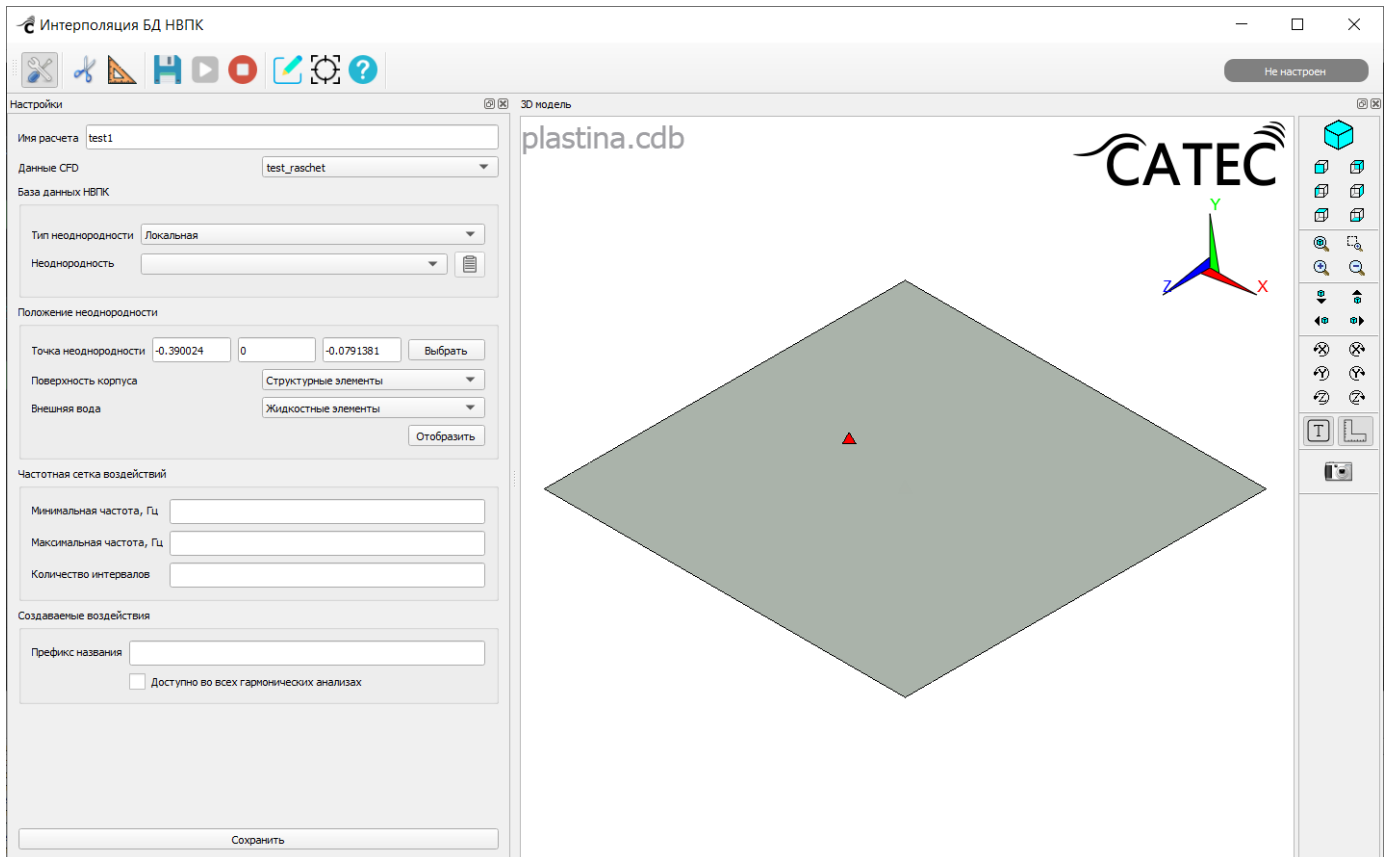 Интерполяция БД НВПК
Не настроен
Настройки
Имя расчета test1
Данные CFD test_raschet
База данных НВПК
Тип неоднородности Локальная
Неоднородность
Положение неоднородности
Точка неоднородности -0.390024 0 -0.0791381 Выбрать
Поверхность корпуса Структурные элементы
Внешняя вода Жидкостные элементы
Отобразить
Частотная сетка воздействий
Минимальная частота, Гц
Максимальная частота, Гц
Количество интервалов
Создаваемые воздействия
Префикс названия
Доступно во всех гармонических анализах
Сохранить
3D модель
plastina.cdb
CATEC
Y
Z X
X X
Y Y
Z Z
T